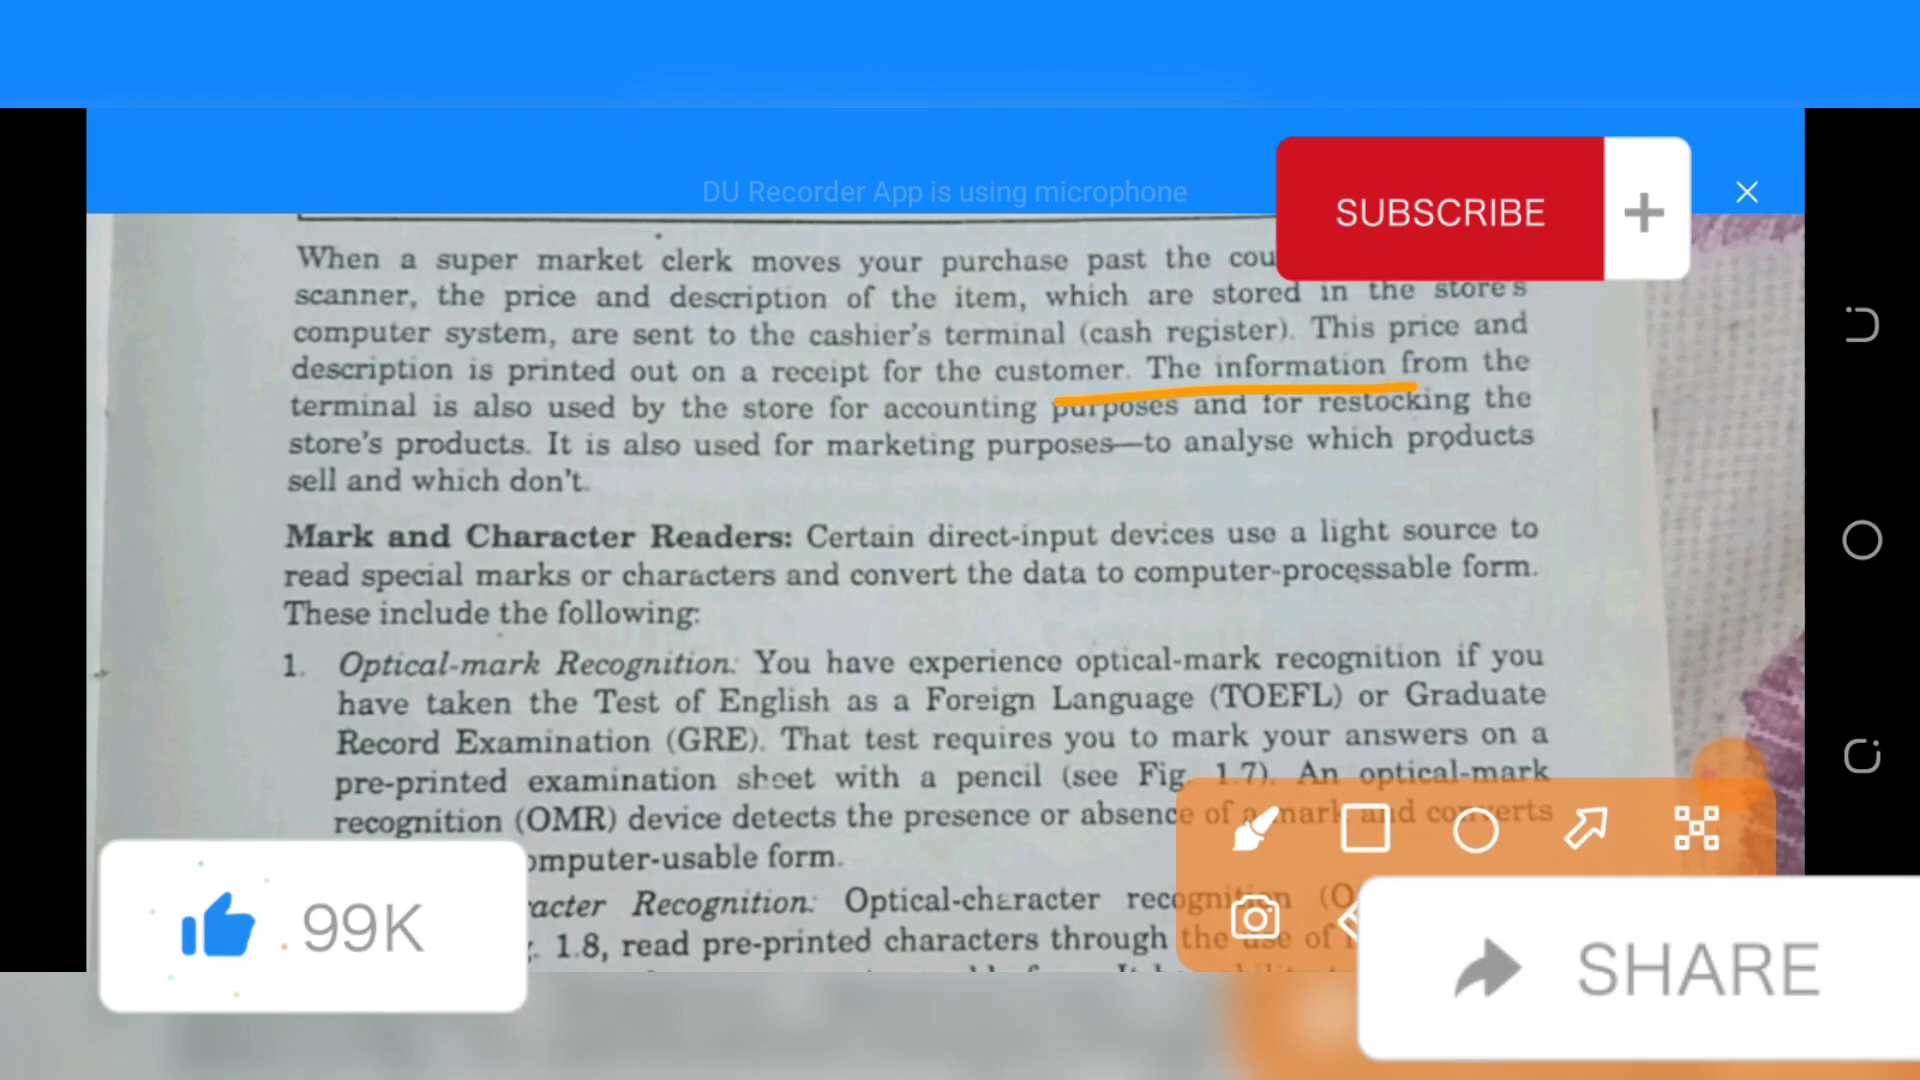 DU Recorder App is using microphone
SUBSCRIBE
When a super market clerk moves your purchase past the
scanner, the price and description of the item, which are stored in the store's
computer system, are sent to the cashier's terminal (cash register). This price and
description is printed out on a receipt for the customer. The information from the
terminal is also used by the store for accounting purposes and for restocking the
store's products. It is also used for marketing purposes—to analyse which products
sell and which don't.
Mark and Character Readers: Certain direct-input devices use a light source to
read special marks or characters and convert the data to computer-processable form.
These include the following:
1. Optical-mark Recognition: You have experience optical-mark recognition if you
have taken the Test of English as a Foreign Language (TOEFL) or Graduate
Record Examination (GRE). That test requires you to mark your answers on a
pre-printed examination sheet with a pencil (see Fig. 1.7). An optical-mark
recognition (OMR) device detects the presence or absence of a mark and converts
computer-usable form.
Recognition: Optical-character recognition
1.8, read pre-printed characters through the use of
99K
SHARE